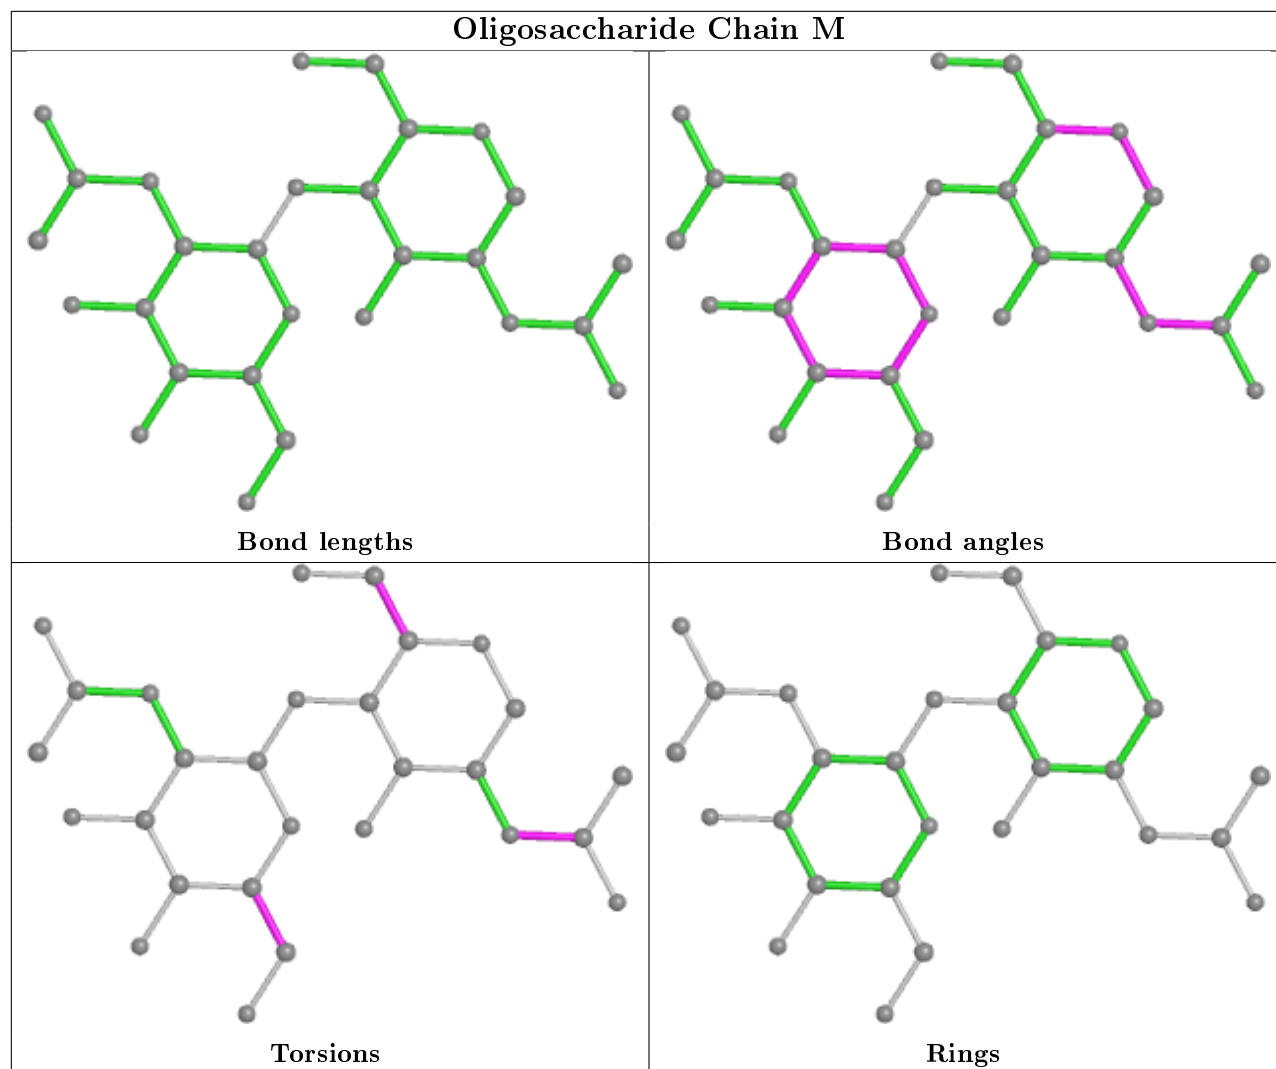 Oligosaccharide Chain M
Bond lengths
Bond angles
Torsions
Rings